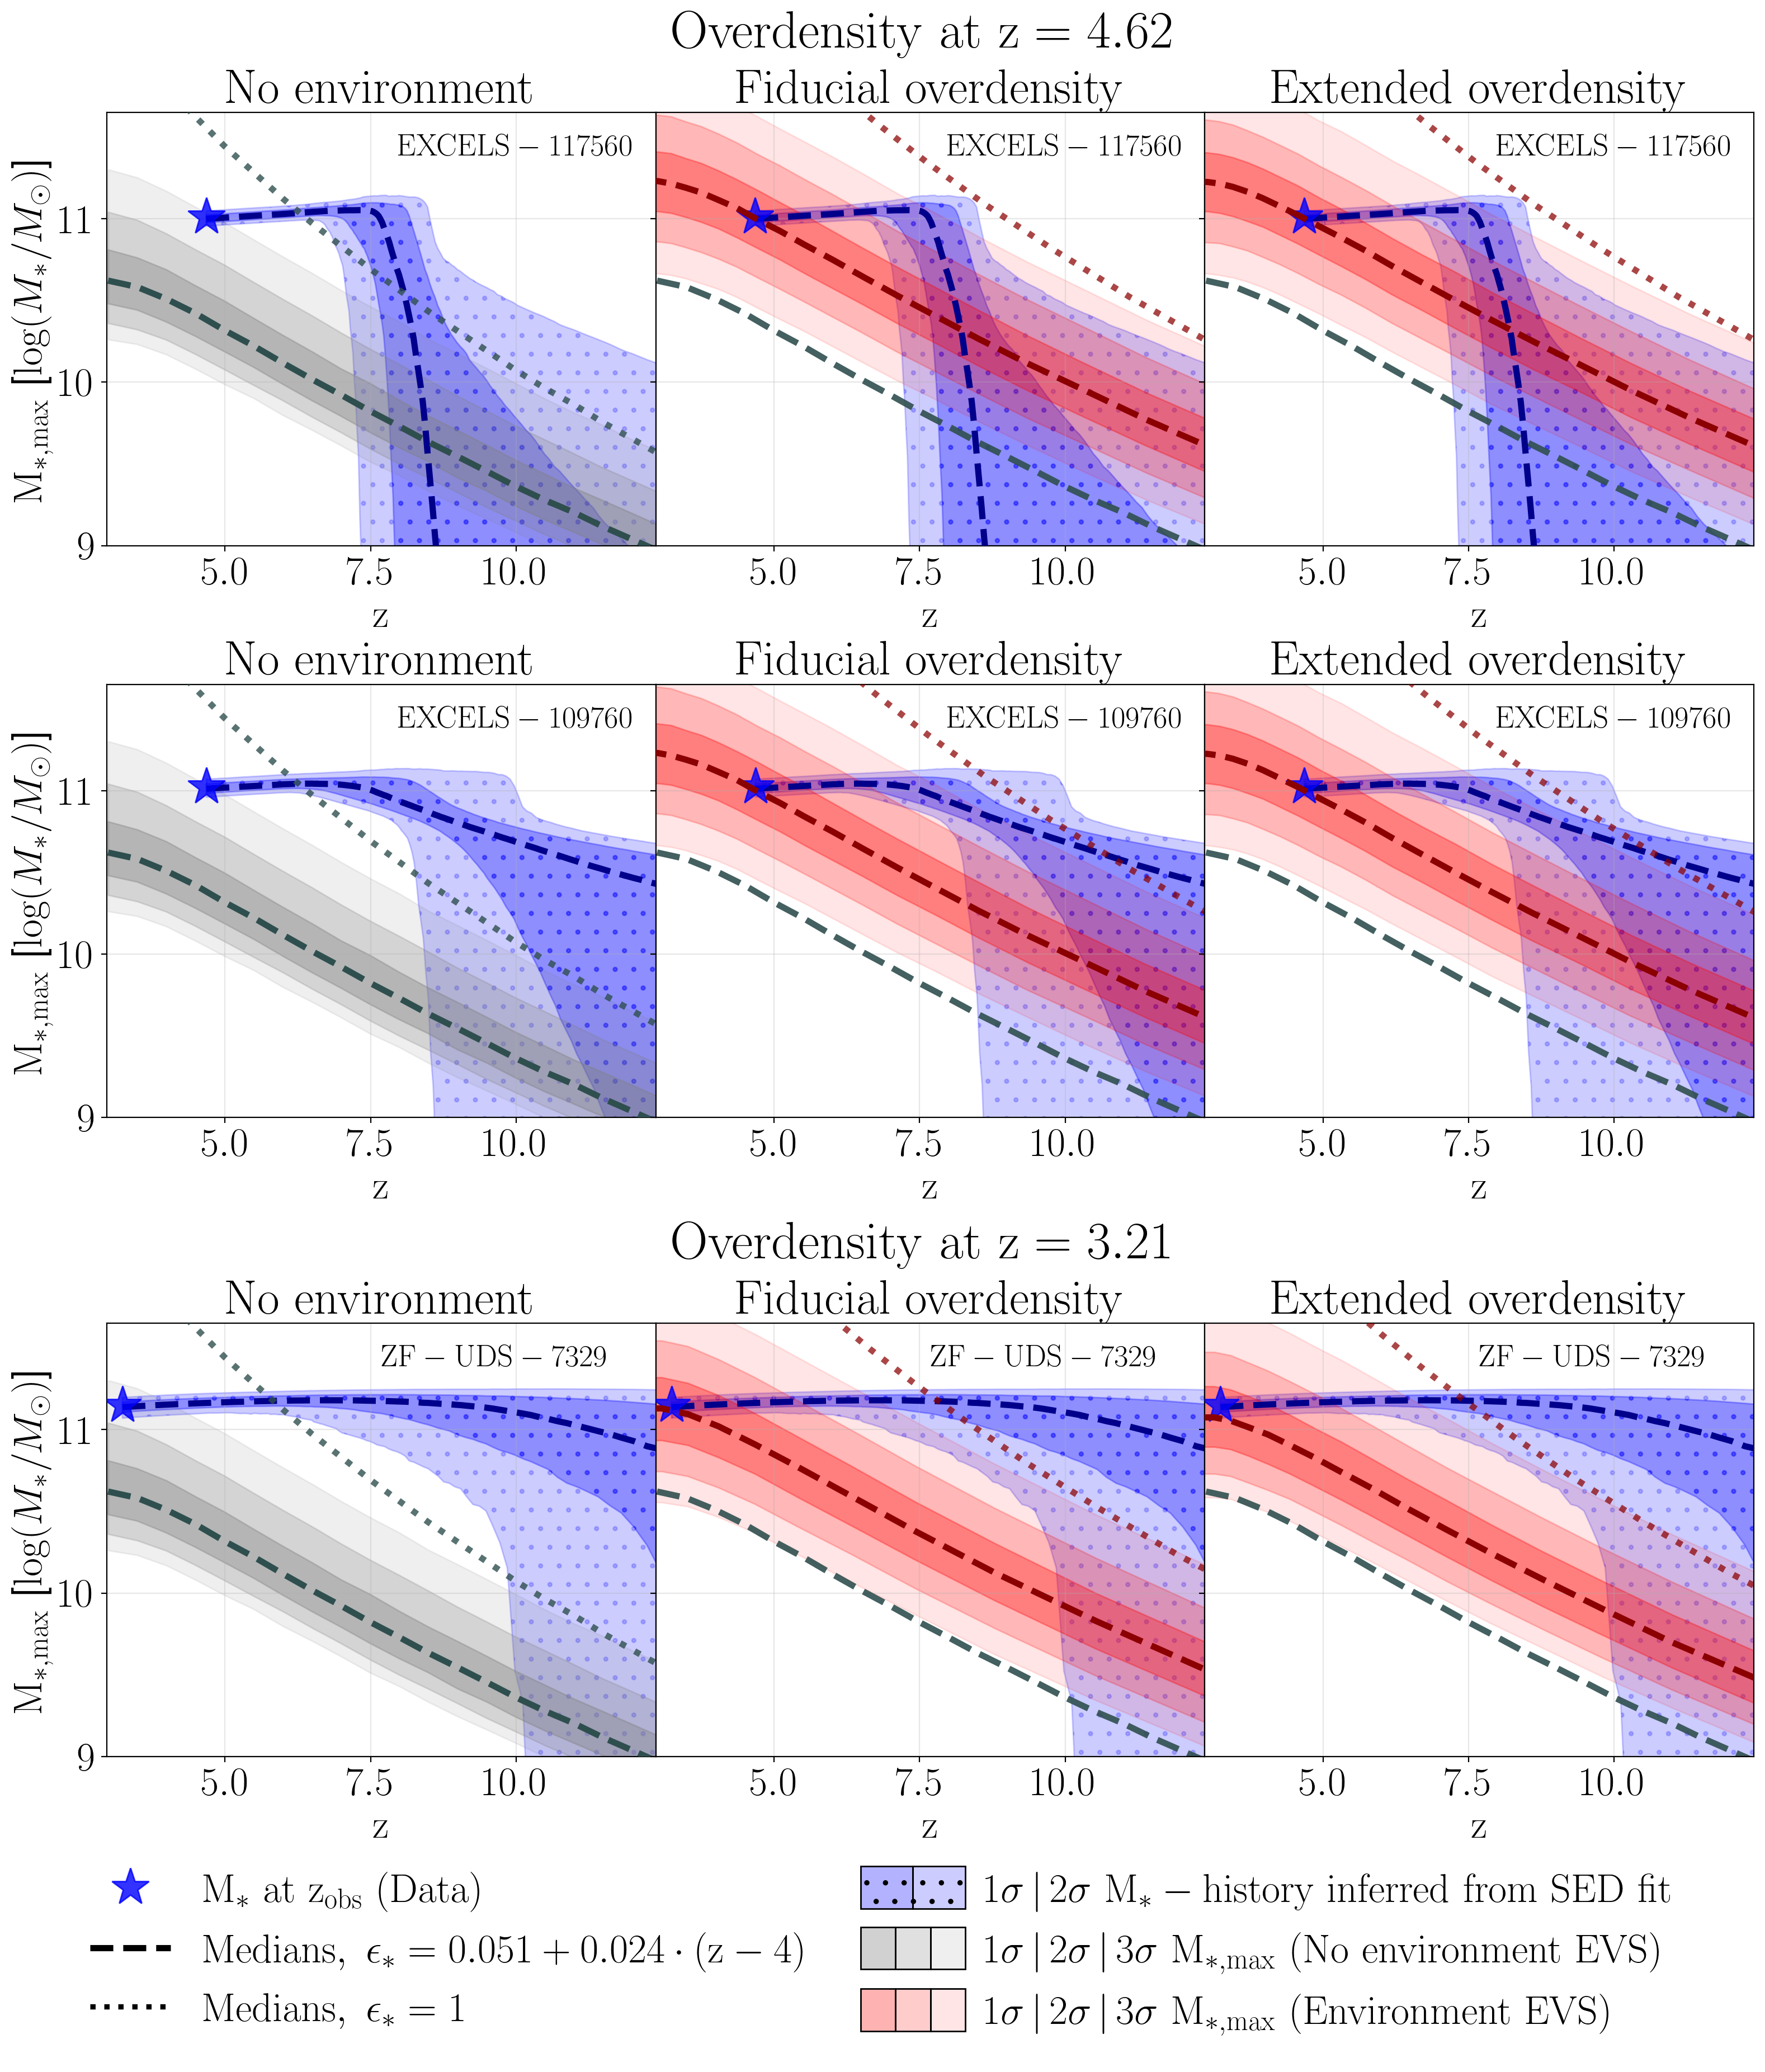 Overdensity at z = 4.62
No environment
Fiducial overdensity
Extended overdensity
M∗,max [log(M∗/M⊙)]
11
10
9
EXCELS − 117560
EXCELS − 117560
EXCELS − 117560
5.0 7.5 10.0
5.0 7.5 10.0
5.0 7.5 10.0
z
z
z
No environment
Fiducial overdensity
Extended overdensity
M∗,max [log(M∗/M⊙)]
11
10
9
EXCELS − 109760
EXCELS − 109760
EXCELS − 109760
5.0 7.5 10.0
5.0 7.5 10.0
5.0 7.5 10.0
z
z
z
Overdensity at z = 3.21
No environment
Fiducial overdensity
Extended overdensity
M∗,max [log(M∗/M⊙)]
11
10
9
ZF − UDS − 7329
ZF − UDS − 7329
ZF − UDS − 7329
5.0 7.5 10.0
5.0 7.5 10.0
5.0 7.5 10.0
z
z
z
M∗ at zobs (Data)
Medians, ϵ∗ = 0.051 + 0.024 · (z − 4)
Medians, ϵ∗ = 1
1σ | 2σ M∗ − history inferred from SED fit
1σ | 2σ | 3σ M∗,max (No environment EVS)
1σ | 2σ | 3σ M∗,max (Environment EVS)